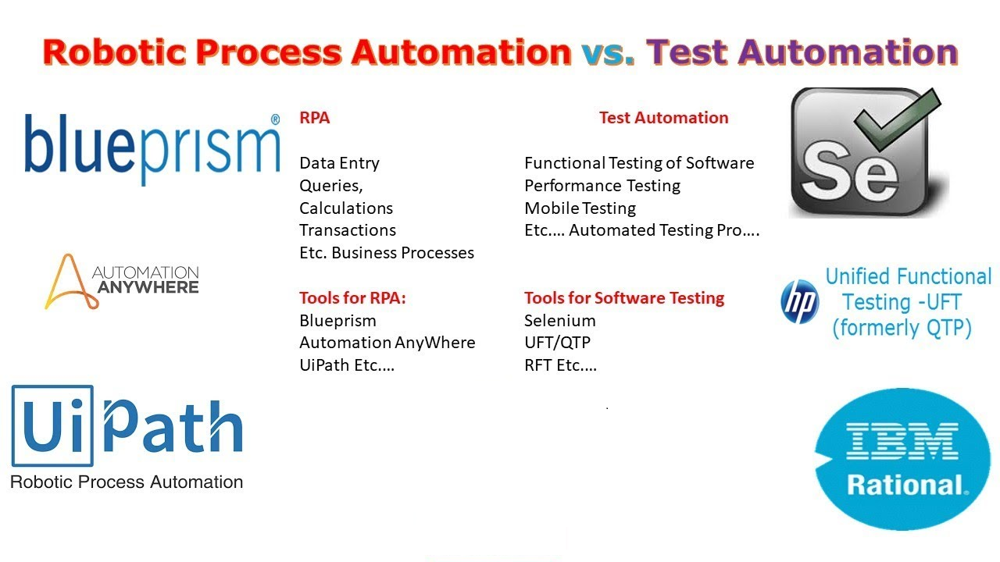 Robotic Process Automation vs. Test Automation
blueprism®
AUTOMATION
ANYWHERE
UiPath
Robotic Process Automation
RPA
Data Entry
Queries,
Calculations
Transactions
Etc. Business Processes
Tools for RPA:
Blueprism
Automation AnyWhere
UiPath Etc....
Test Automation
Functional Testing of Software
Performance Testing
Mobile Testing
Etc.... Automated Testing Pro....
Tools for Software Testing
Selenium
UFT/QTP
RFT Etc....
.
Se
hp
Unified Functional
Testing -UFT
(formerly QTP)
IBM
Rational.